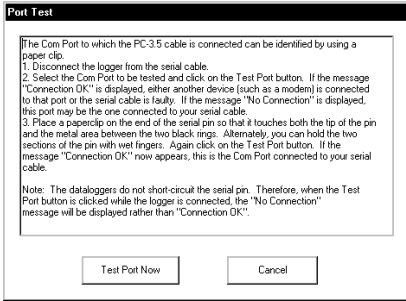 Port Test
The Com Port to which the PC-3.5 cable is connected can be identified by using a
paper clip.
1. Disconnect the logger from the serial cable.
2. Select the Com Port to be tested and click on the Test Port button.  If the message
"Connection OK" is displayed, either another device (such as a modem) is connected
to that port or the serial cable is faulty.  If the message "No Connection" is displayed,
this port may be the one connected to your serial cable.
3. Place a paperclip on the end of the serial pin so that it touches both the tip of the pin
and the metal area between the two black rings.  Alternately, you can hold the two
sections of the pin with wet fingers.  Again click on the Test Port button.  If the
message "Connection OK" now appears, this is the Com Port connected to your serial
cable.
Note:  The dataloggers do not short-circuit the serial pin.  Therefore, when the Test
Port button is clicked while the logger is connected, the "No Connection"
message will be displayed rather than "Connection OK".
Test Port Now
Cancel